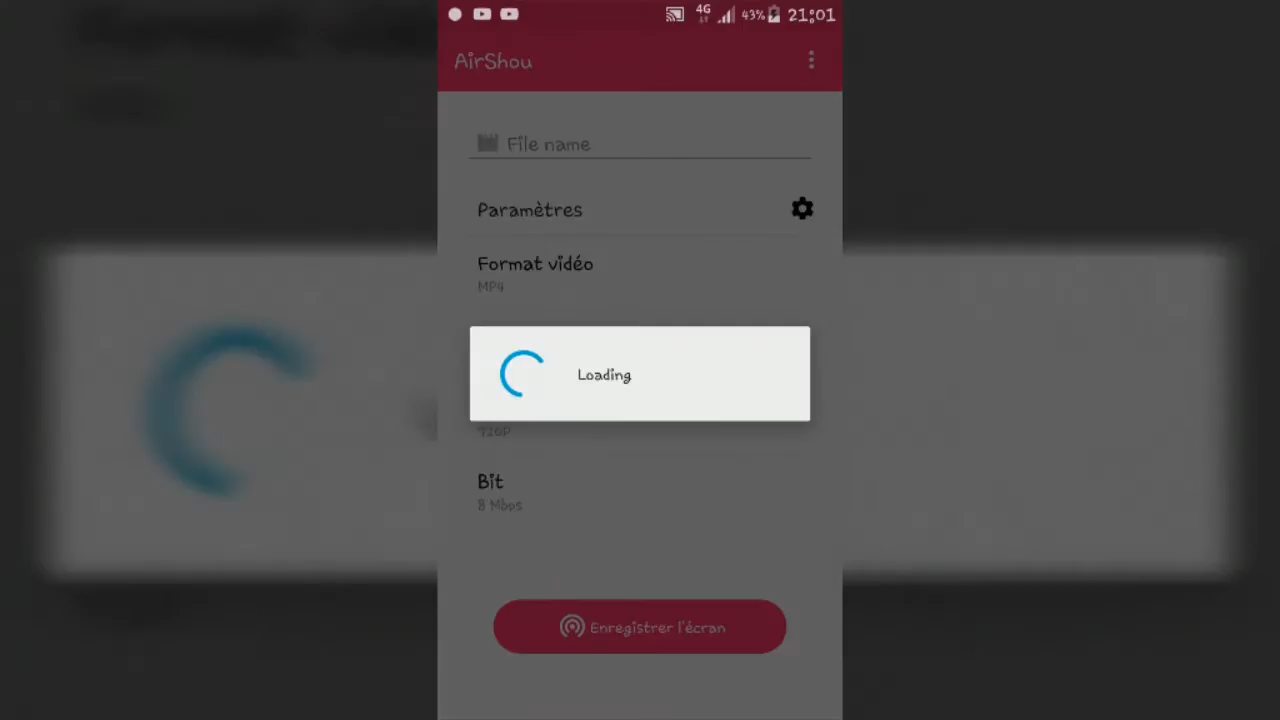 4G 43% 21:01
AirShou
File name
Paramètres
Format vidéo
MP4
Loading
720P
Bit
8 Mbps
Enregistrer l'écran